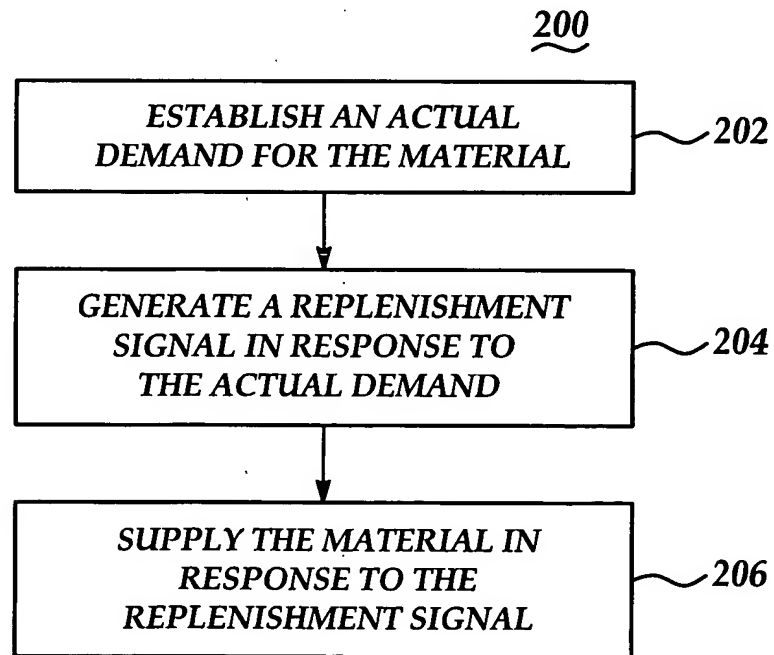 200
ESTABLISH AN ACTUAL
DEMAND FOR THE MATERIAL
202
GENERATE A REPLENISHMENT
SIGNAL IN RESPONSE TO
THE ACTUAL DEMAND
204
SUPPLY THE MATERIAL IN
RESPONSE TO THE
REPLENISHMENT SIGNAL
206